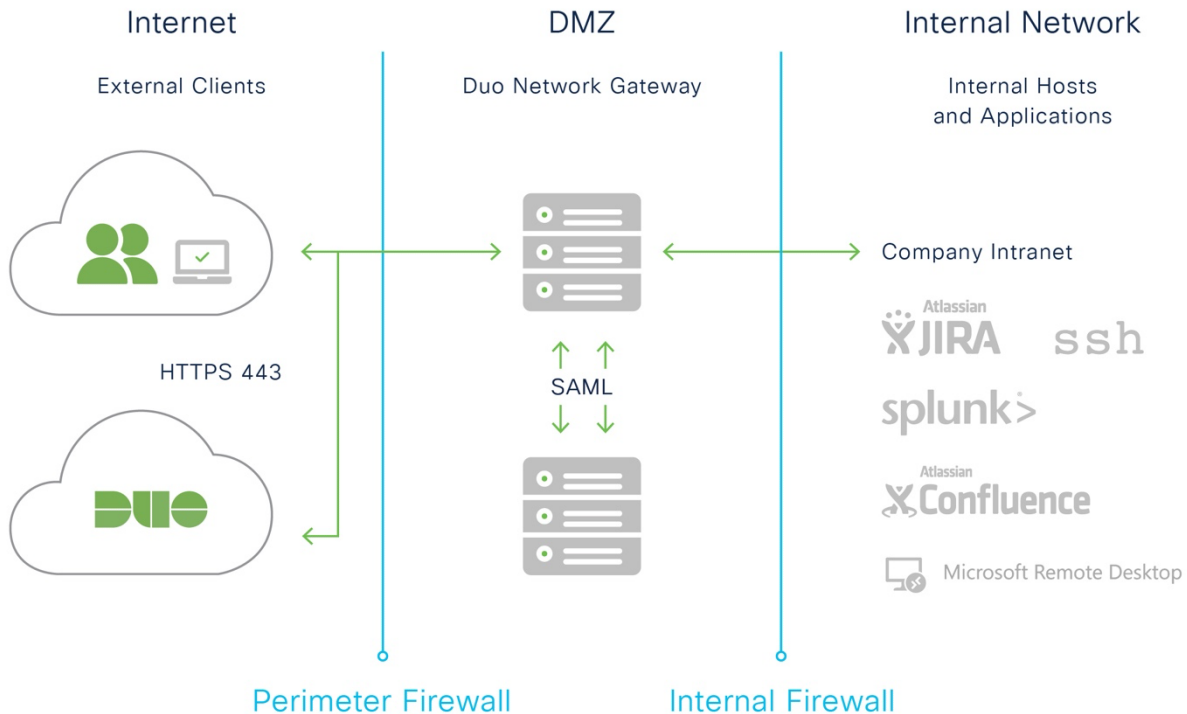 Internet
External Clients
HTTPS 443
DUO
DMZ
Duo Network Gateway
SAML
Internal Network
Internal Hosts
and Applications
Company Intranet
Atlassian
JIRA
ssh
splunk>
Atlassian
Confluence
Microsoft Remote Desktop
Perimeter Firewall
Internal Firewall